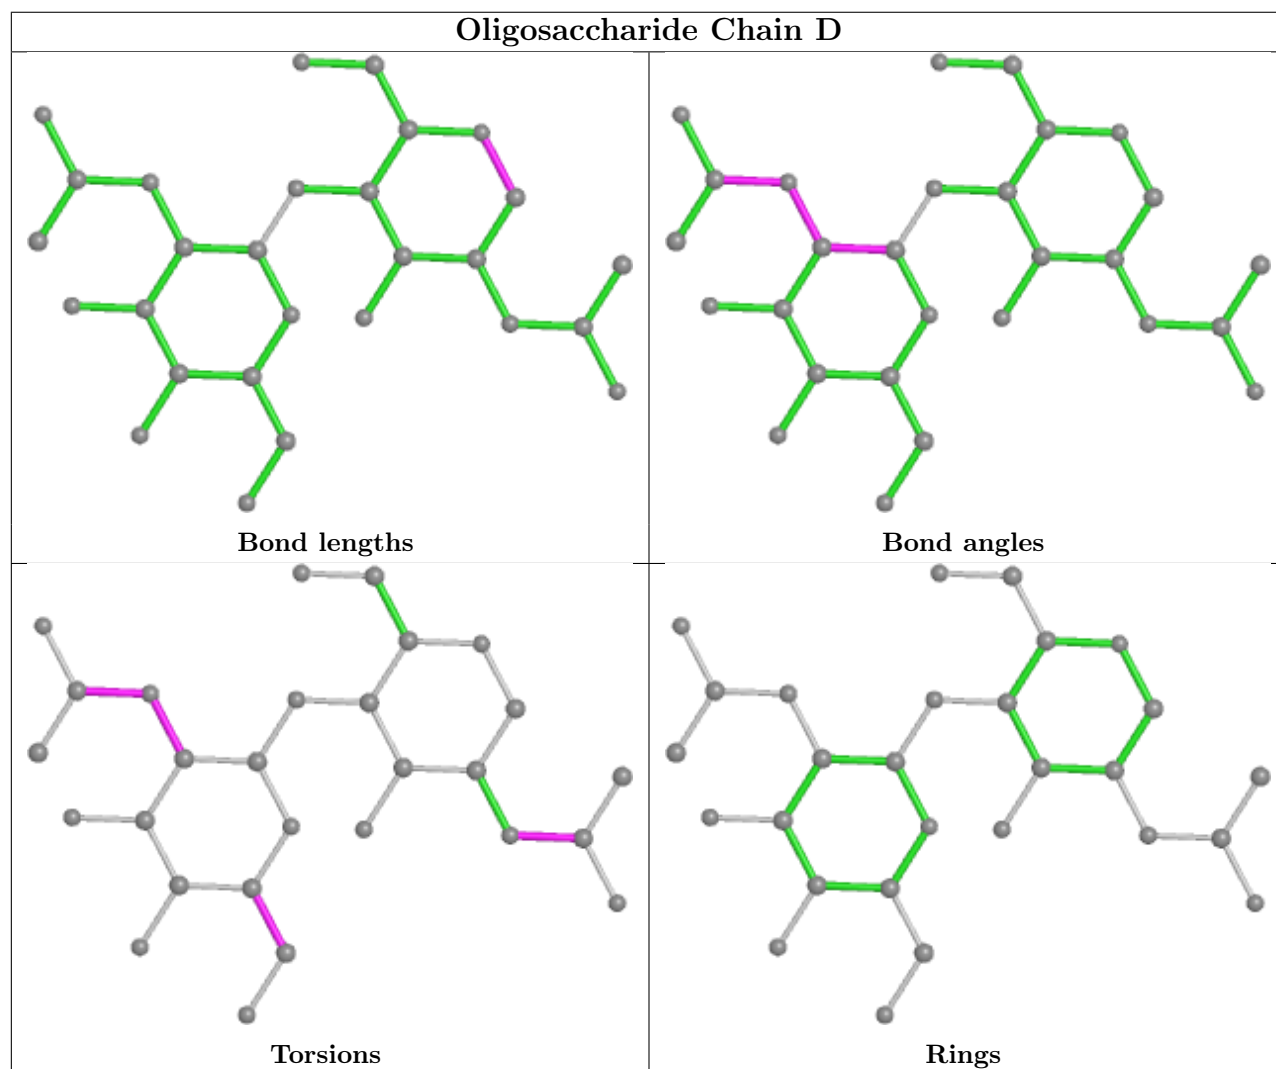 Oligosaccharide Chain D
Bond lengths
Bond angles
Torsions
Rings